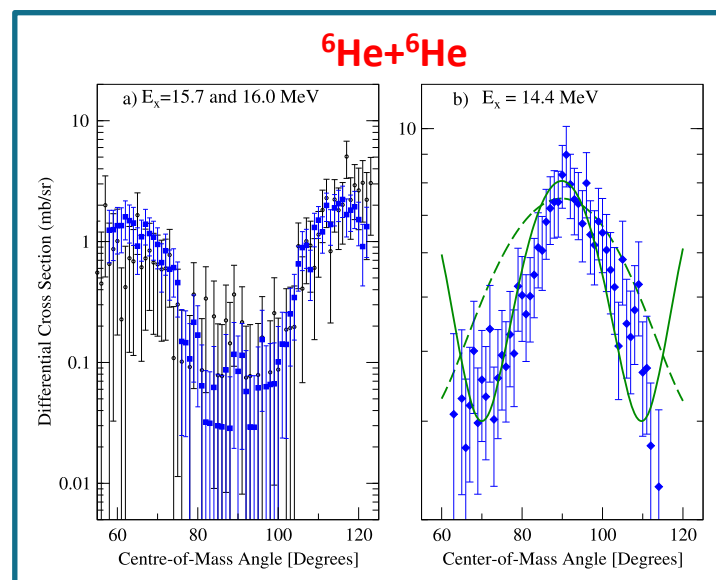 ⁶He+⁶He
a) Eₓ=15.7 and 16.0 MeV
b) Eₓ = 14.4 MeV
10
1
0.1
0.01
10
Differential Cross Section (mb/sr)
60 80 100 120
60 80 100 120
Centre-of-Mass Angle [Degrees]
Center-of-Mass Angle [Degrees]